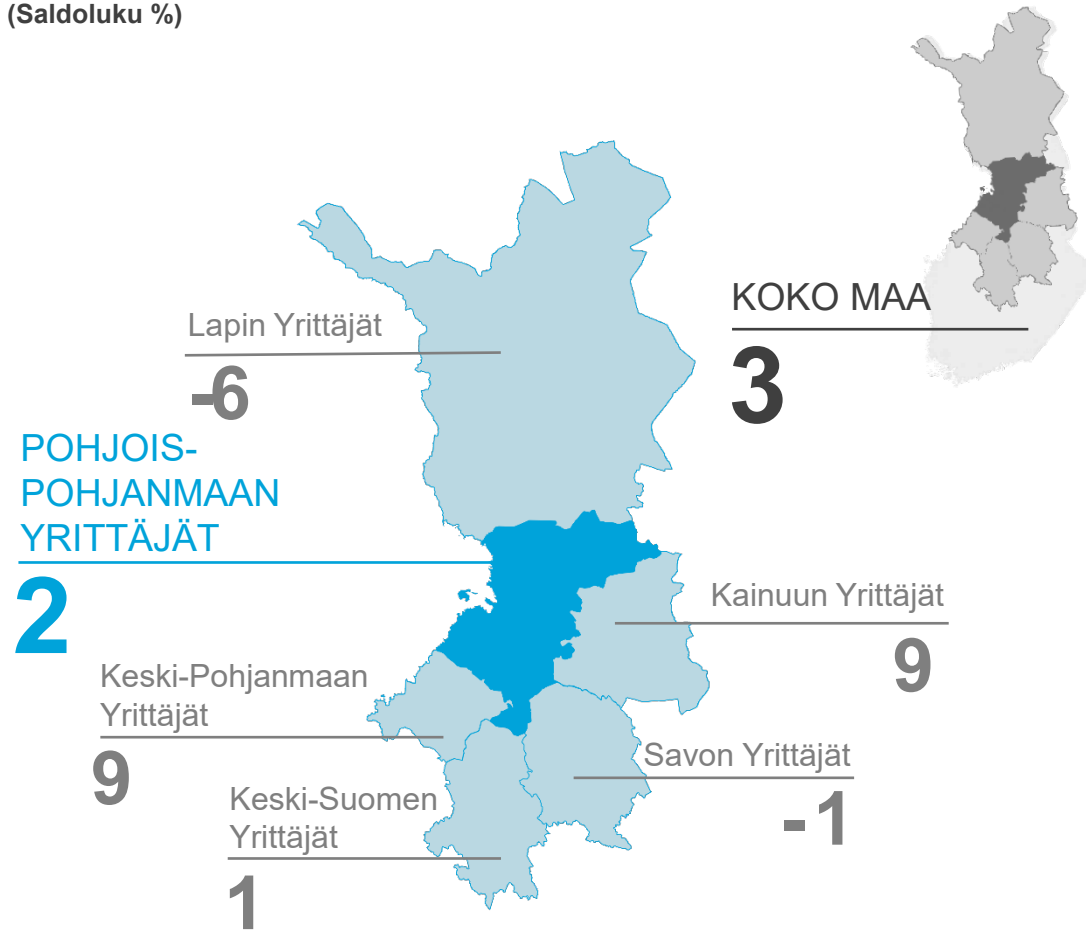 (Saldoluku %)
KOKO MAA
3
Lapin Yrittäjät
-6
POHJOIS-
POHJANMAAN
YRITTÄJÄT
2
Kainuun Yrittäjät
9
Keski-Pohjanmaan
Yrittäjät
9
Savon Yrittäjät
-1
Keski-Suomen
Yrittäjät
1